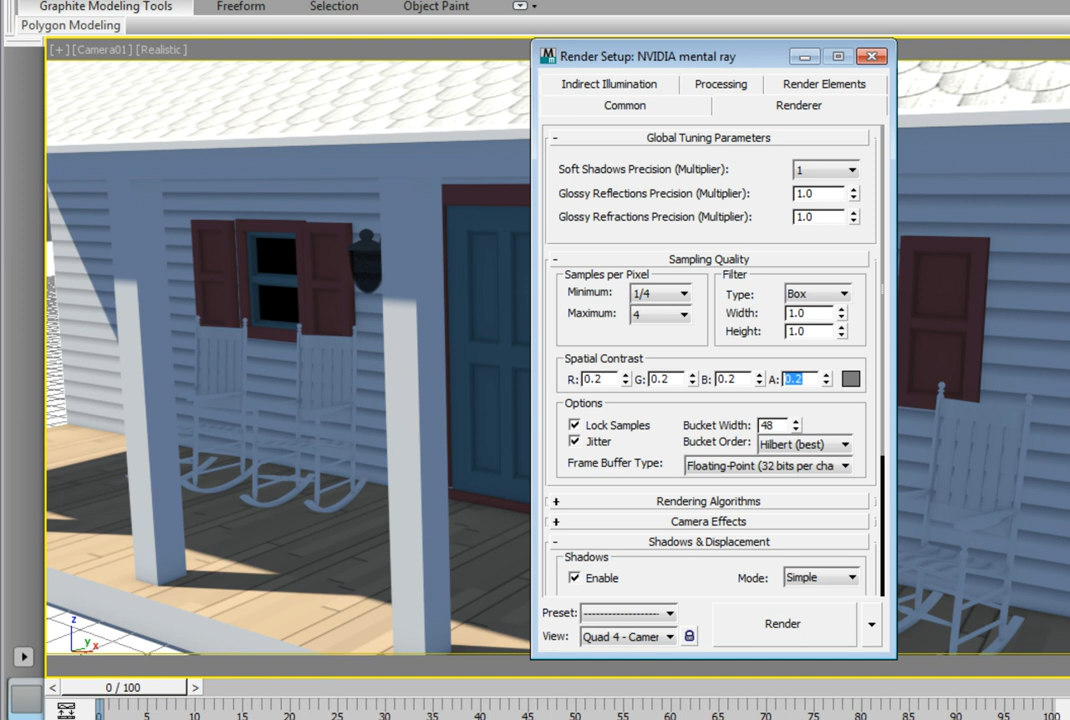 Graphite Modeling Tools Freeform Selection Object Paint
Polygon Modeling
[ + ] [Camera01] [Realistic ]
Render Setup: NVIDIA mental ray
Indirect Illumination Processing Render Elements
Common Renderer
- Global Tuning Parameters
Soft Shadows Precision (Multiplier): 1
Glossy Reflections Precision (Multiplier): 1.0
Glossy Refractions Precision (Multiplier): 1.0
- Sampling Quality
Samples per Pixel
Minimum: 1/4
Maximum: 4
Filter
Type: Box
Width: 1.0
Height: 1.0
Spatial Contrast
R: 0.2 G: 0.2 B: 0.2 A: 0.2
Options
Lock Samples Bucket Width: 48
Jitter Bucket Order: Hilbert (best)
Frame Buffer Type: Floating-Point (32 bits per cha
+ Rendering Algorithms
+ Camera Effects
- Shadows & Displacement
Shadows
Enable Mode: Simple
Preset: --------------------
View: Quad 4 - Camer
Render
z
y
x
< 0 / 100 >
0 5 10 15 20 25 30 35 40 45 50 55 60 65 70 75 80 85 90 95 100